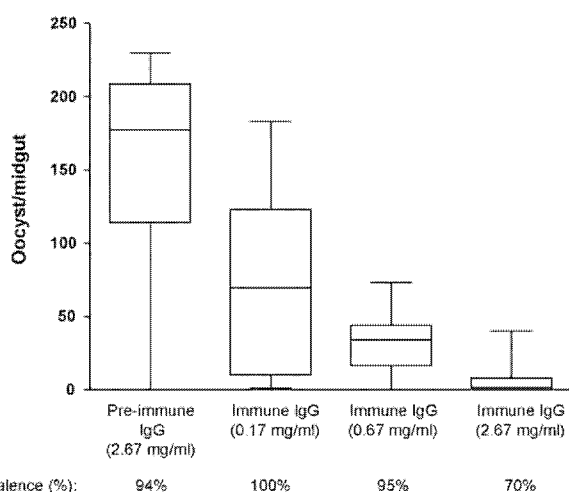 250
200
150
100
50
0
Oocyst/midgut
Pre-immune IgG (2.67 mg/ml)
Immune IgG (0.17 mg/ml)
Immune IgG (0.67 mg/ml)
Immune IgG (2.67 mg/ml)
alence (%): 94% 100% 95% 70%